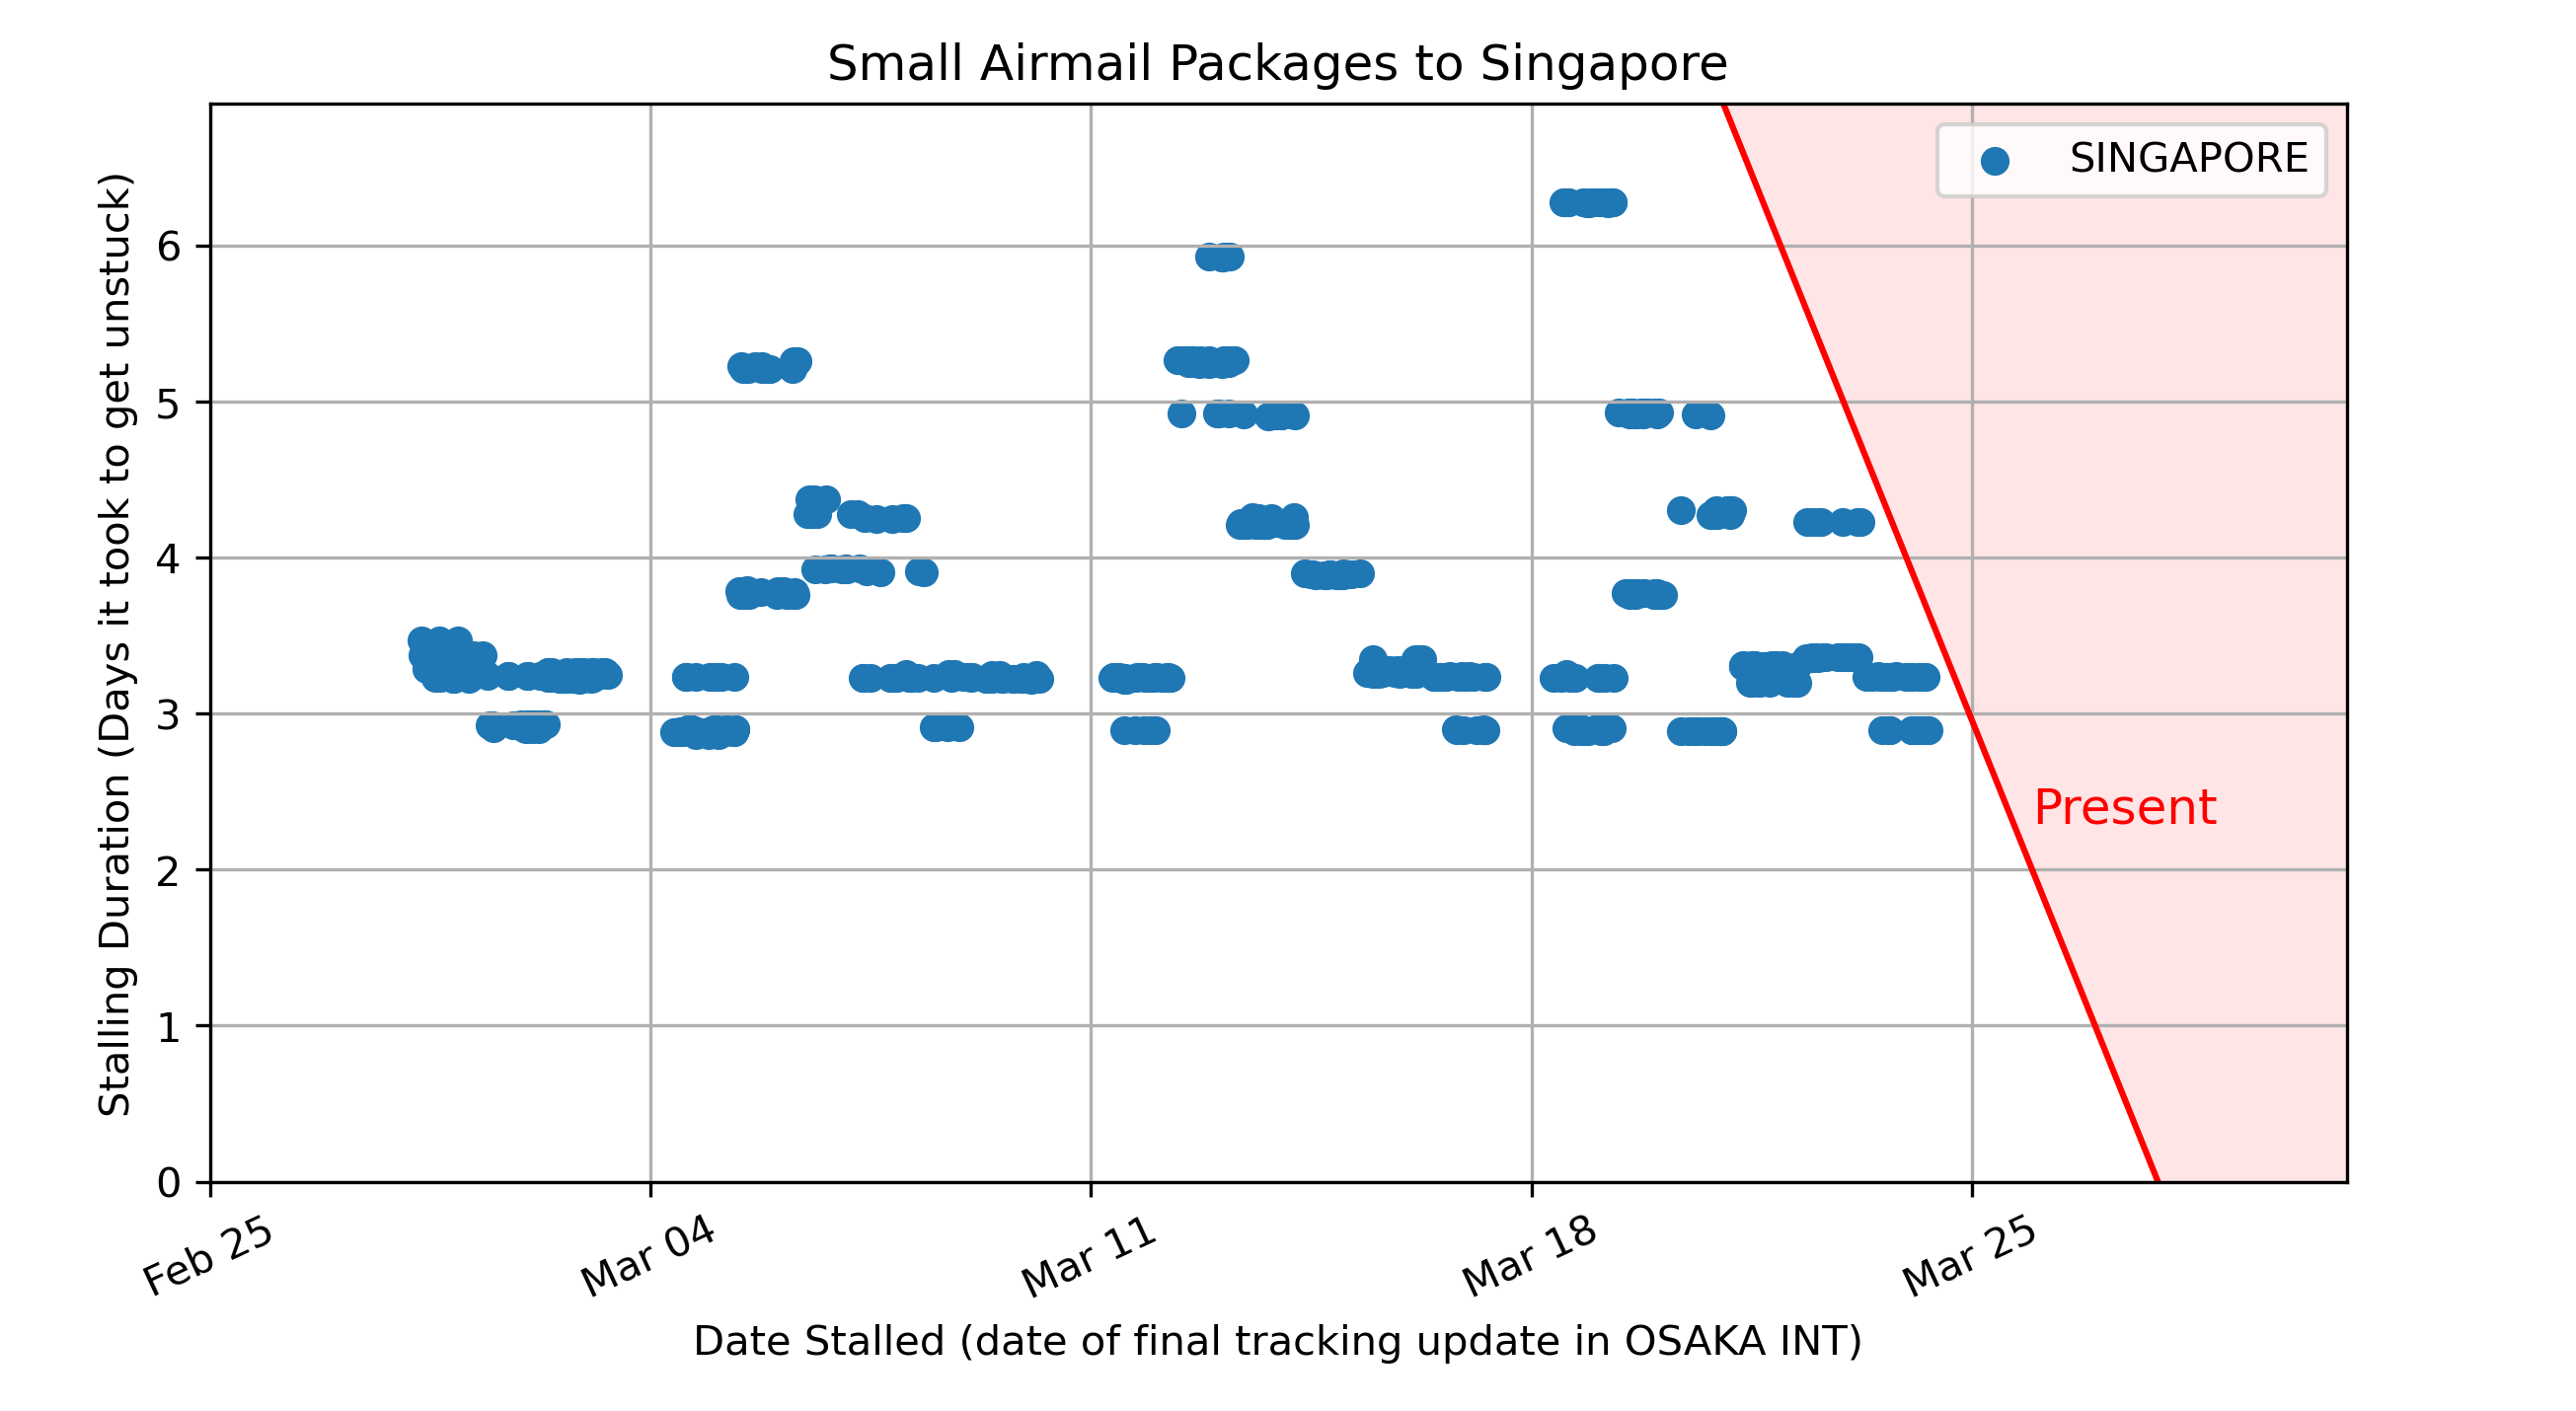 Small Airmail Packages to Singapore
SINGAPORE
Stalling Duration (Days it took to get unstuck)
6
5
4
3
2
1
0
Present
Feb 25
Mar 04
Mar 11
Mar 18
Mar 25
Date Stalled (date of final tracking update in OSAKA INT)